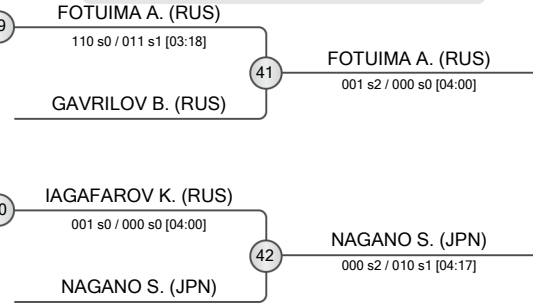 FOTUIMA A. (RUS)
110 s0 / 011 s1 [03:18]
41
FOTUIMA A. (RUS)
001 s2 / 000 s0 [04:00]
GAVRILOV B. (RUS)
IAGAFAROV K. (RUS)
001 s0 / 000 s0 [04:00]
42
NAGANO S. (JPN)
000 s2 / 010 s1 [04:17]
NAGANO S. (JPN)